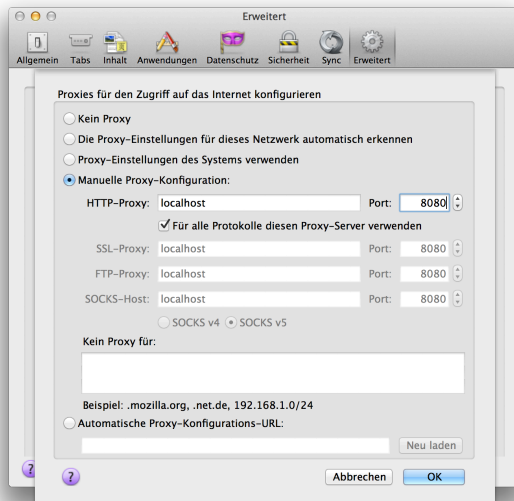 Erweitert
Allgemein Tabs Inhalt Anwendungen Datenschutz Sicherheit Sync Erweitert
Proxies für den Zugriff auf das Internet konfigurieren
Kein Proxy
Die Proxy-Einstellungen für dieses Netzwerk automatisch erkennen
Proxy-Einstellungen des Systems verwenden
Manuelle Proxy-Konfiguration:
HTTP-Proxy: localhost Port: 8080
Für alle Protokolle diesen Proxy-Server verwenden
SSL-Proxy: localhost Port: 8080
FTP-Proxy: localhost Port: 8080
SOCKS-Host: localhost Port: 8080
SOCKS v4 SOCKS v5
Kein Proxy für:
Beispiel: .mozilla.org, .net.de, 192.168.1.0/24
Automatische Proxy-Konfigurations-URL:
Neu laden
? ? Abbrechen OK